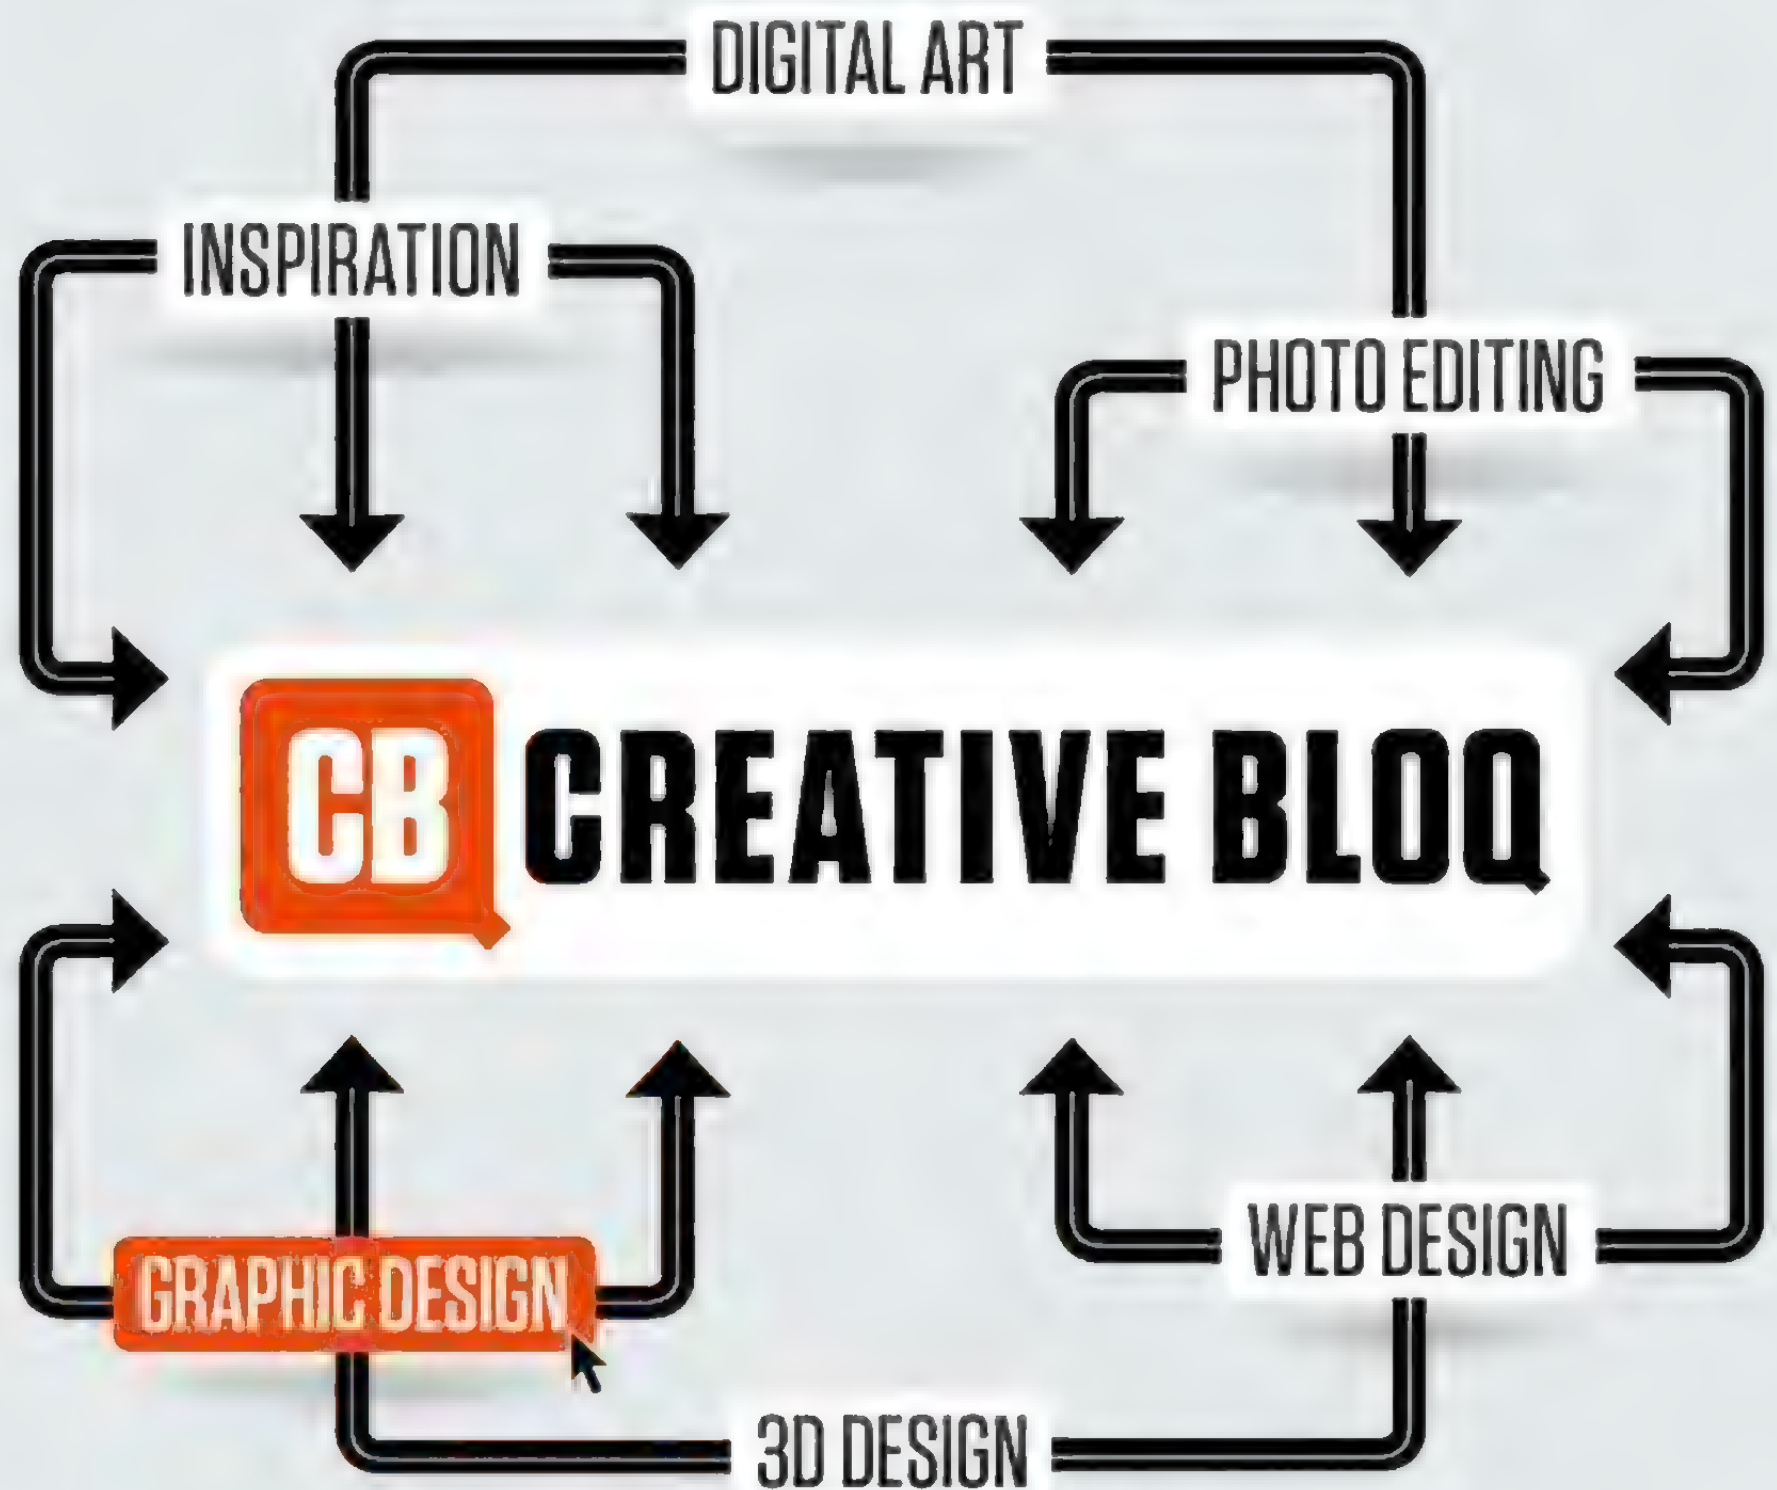 DIGITAL ART
INSPIRATION
PHOTO EDITING
CB CREATIVE BLOQ
GRAPHIC DESIGN
WEB DESIGN
3D DESIGN